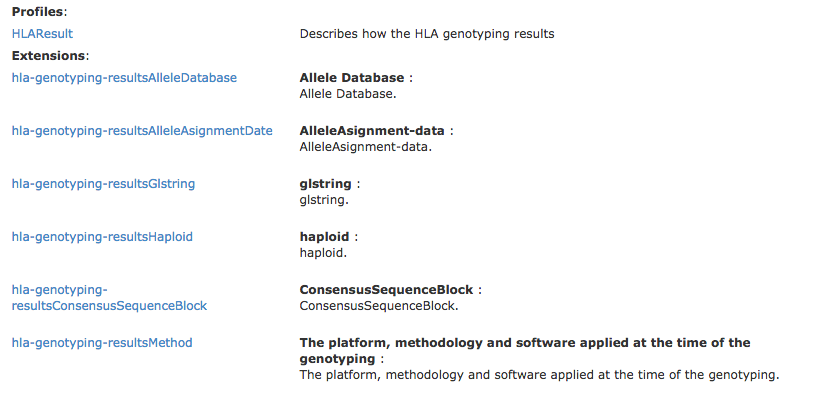 Profiles:
HLAResult Describes how the HLA genotyping results
Extensions:
hla-genotyping-resultsAlleleDatabase Allele Database :
Allele Database.
hla-genotyping-resultsAlleleAsignmentDate AlleleAsignment-data :
AlleleAsignment-data.
hla-genotyping-resultsGlstring glstring :
glstring.
hla-genotyping-resultsHaploid haploid :
haploid.
hla-genotyping- ConsensusSequenceBlock :
resultsConsensusSequenceBlock ConsensusSequenceBlock.
hla-genotyping-resultsMethod The platform, methodology and software applied at the time of the
genotyping :
The platform, methodology and software applied at the time of the genotyping.